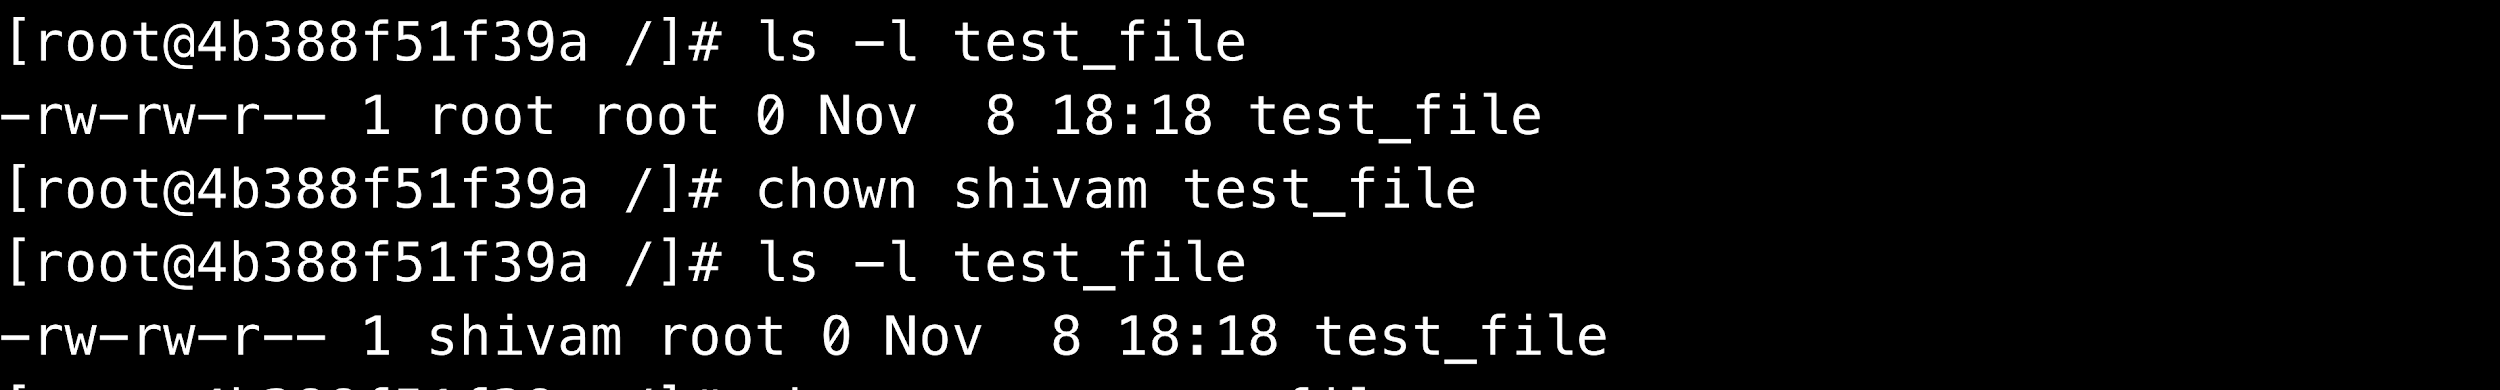 [root@4b388f51f39a /]# ls -l test_file
-rw-rw-r-- 1 root root 0 Nov  8 18:18 test_file
[root@4b388f51f39a /]# chown shivam test_file
[root@4b388f51f39a /]# ls -l test_file
-rw-rw-r-- 1 shivam root 0 Nov  8 18:18 test_file